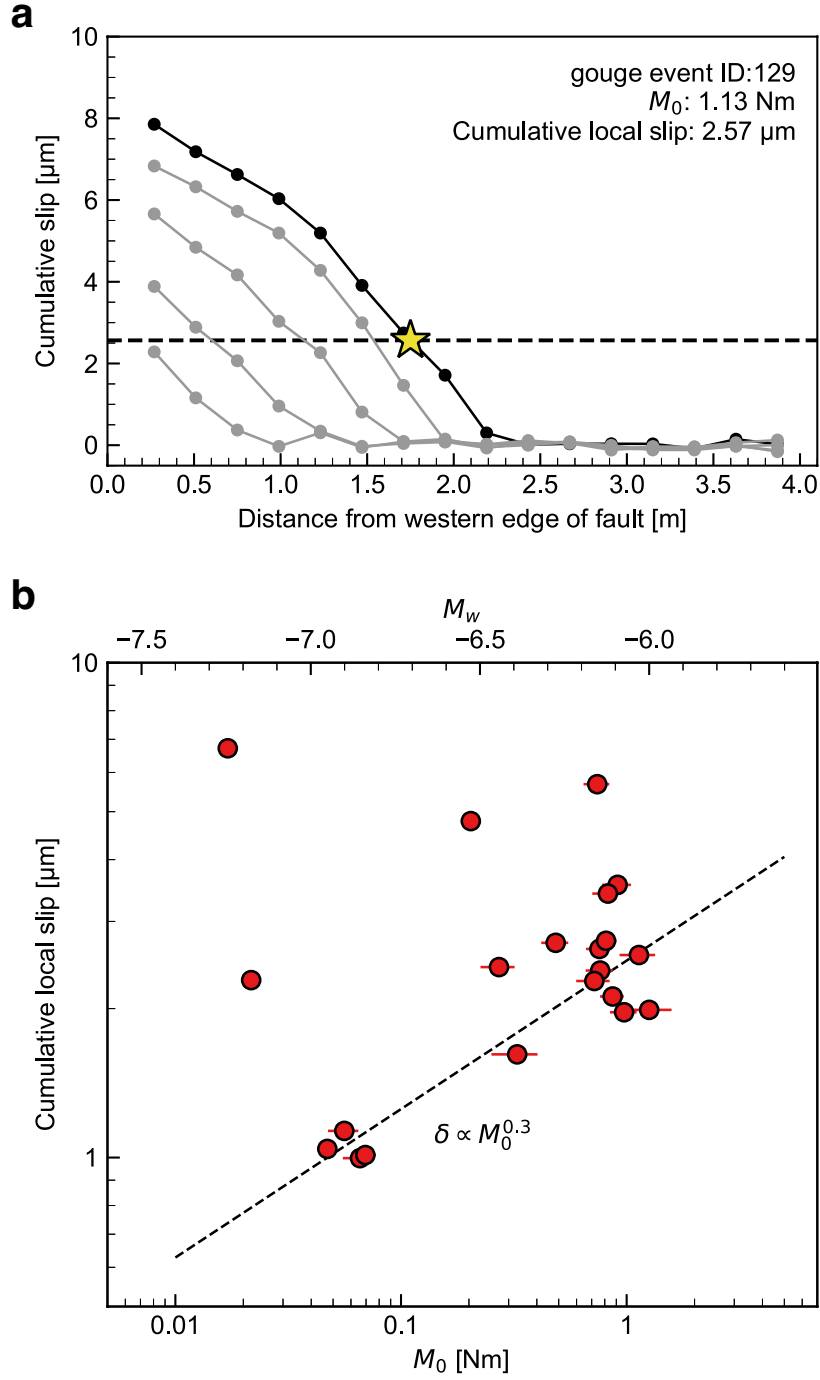 a
10
8
6
4
2
0
Cumulative slip [µm]
gouge event ID:129
M₀: 1.13 Nm
Cumulative local slip: 2.57 µm
0.0 0.5 1.0 1.5 2.0 2.5 3.0 3.5 4.0
Distance from western edge of fault [m]
b
M_w
−7.5 −7.0 −6.5 −6.0
10
1
Cumulative local slip [µm]
δ ∝ M₀^0.3
0.01 0.1 1
M₀ [Nm]